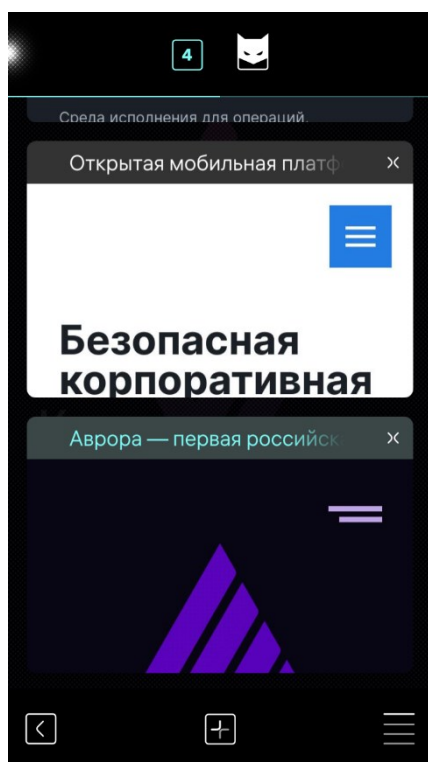 4
Среда исполнения для операций.
Открытая мобильная платф
Безопасная
корпоративная
Аврора — первая российск